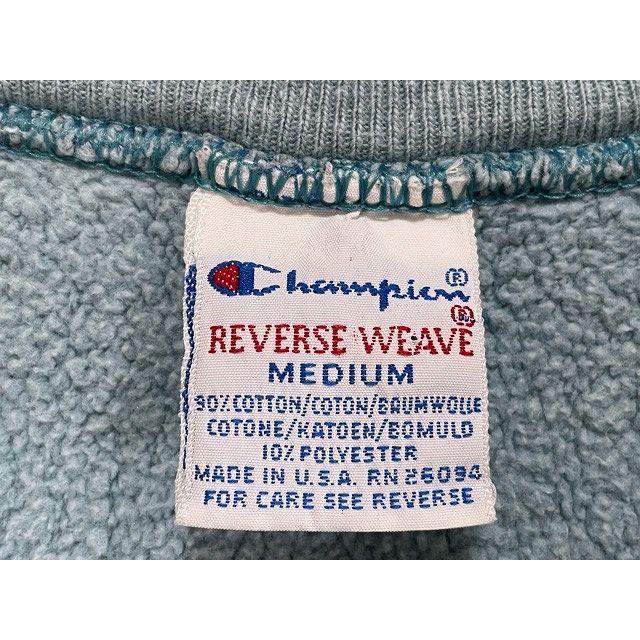 Champion®
REVERSE WEAVE®
MEDIUM
90% COTTON/COTON/BAUMWOLLE
COTONE/KATOEN/BOMULD
10% POLYESTER
MADE IN U.S.A. RN 26094
FOR CARE SEE REVERSE